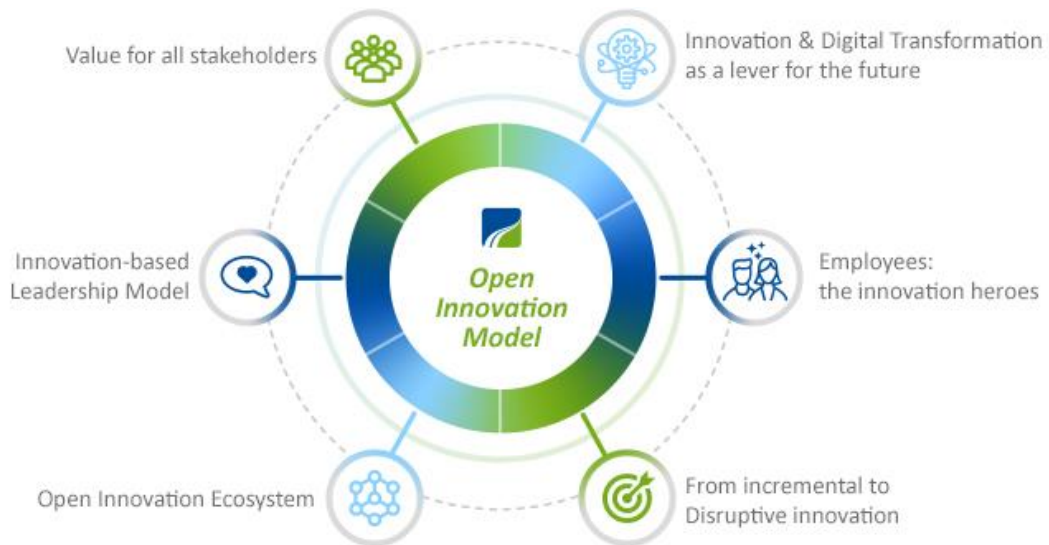 Value for all stakeholders
Innovation & Digital Transformation
as a lever for the future
Innovation-based
Leadership Model
Open
Innovation
Model
Employees:
the innovation heroes
Open Innovation Ecosystem
From incremental to
Disruptive innovation